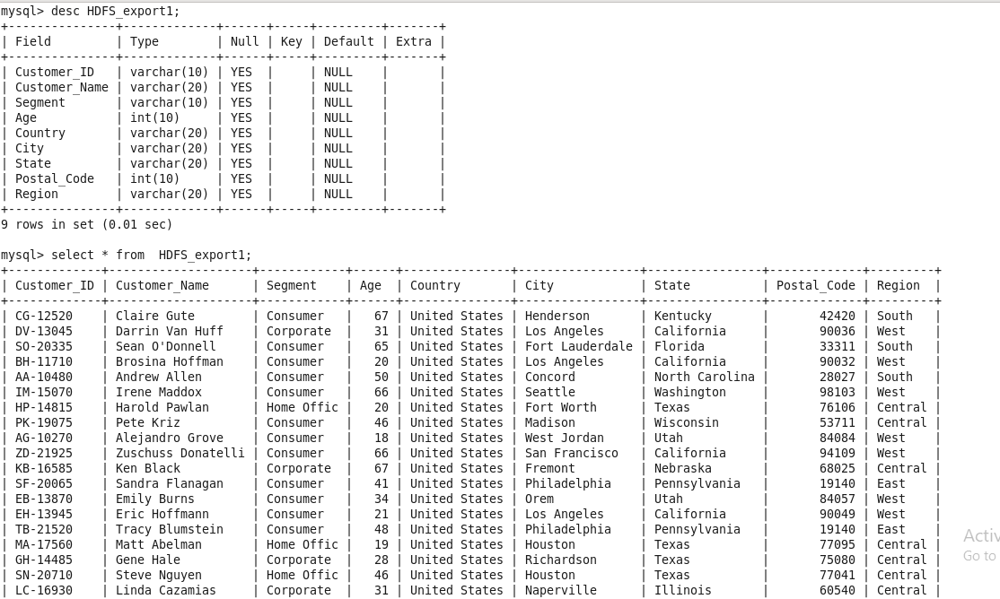 mysql> desc HDFS_export1;
+---------------+-------------+------+-----+---------+-------+
| Field         | Type        | Null | Key | Default | Extra |
+---------------+-------------+------+-----+---------+-------+
| Customer_ID   | varchar(10) | YES  |     | NULL    |       |
| Customer_Name | varchar(20) | YES  |     | NULL    |       |
| Segment       | varchar(10) | YES  |     | NULL    |       |
| Age           | int(10)     | YES  |     | NULL    |       |
| Country       | varchar(20) | YES  |     | NULL    |       |
| City          | varchar(20) | YES  |     | NULL    |       |
| State         | varchar(20) | YES  |     | NULL    |       |
| Postal_Code   | int(10)     | YES  |     | NULL    |       |
| Region        | varchar(20) | YES  |     | NULL    |       |
+---------------+-------------+------+-----+---------+-------+
9 rows in set (0.01 sec)

mysql> select * from  HDFS_export1;
+-------------+--------------------+------------+------+---------------+-----------------+----------------+-------------+---------+
| Customer_ID | Customer_Name      | Segment    | Age  | Country       | City            | State          | Postal_Code | Region  |
+-------------+--------------------+------------+------+---------------+-----------------+----------------+-------------+---------+
| CG-12520    | Claire Gute        | Consumer   |   67 | United States | Henderson       | Kentucky       |       42420 | South   |
| DV-13045    | Darrin Van Huff    | Corporate  |   31 | United States | Los Angeles     | California     |       90036 | West    |
| SO-20335    | Sean O'Donnell     | Consumer   |   65 | United States | Fort Lauderdale | Florida        |       33311 | South   |
| BH-11710    | Brosina Hoffman    | Consumer   |   20 | United States | Los Angeles     | California     |       90032 | West    |
| AA-10480    | Andrew Allen       | Consumer   |   50 | United States | Concord         | North Carolina |       28027 | South   |
| IM-15070    | Irene Maddox       | Consumer   |   66 | United States | Seattle         | Washington     |       98103 | West    |
| HP-14815    | Harold Pawlan      | Home Offic |   20 | United States | Fort Worth      | Texas          |       76106 | Central |
| PK-19075    | Pete Kriz          | Consumer   |   46 | United States | Madison         | Wisconsin      |       53711 | Central |
| AG-10270    | Alejandro Grove    | Consumer   |   18 | United States | West Jordan     | Utah           |       84084 | West    |
| ZD-21925    | Zuschuss Donatelli | Consumer   |   66 | United States | San Francisco   | California     |       94109 | West    |
| KB-16585    | Ken Black          | Corporate  |   67 | United States | Fremont         | Nebraska       |       68025 | Central |
| SF-20065    | Sandra Flanagan    | Consumer   |   41 | United States | Philadelphia    | Pennsylvania   |       19140 | East    |
| EB-13870    | Emily Burns        | Consumer   |   34 | United States | Orem            | Utah           |       84057 | West    |
| EH-13945    | Eric Hoffmann      | Consumer   |   21 | United States | Los Angeles     | California     |       90049 | West    |
| TB-21520    | Tracy Blumstein    | Consumer   |   48 | United States | Philadelphia    | Pennsylvania   |       19140 | East    |
| MA-17560    | Matt Abelman       | Home Offic |   19 | United States | Houston         | Texas          |       77095 | Central |
| GH-14485    | Gene Hale          | Corporate  |   28 | United States | Richardson      | Texas          |       75080 | Central |
| SN-20710    | Steve Nguyen       | Home Offic |   46 | United States | Houston         | Texas          |       77041 | Central |
| LC-16930    | Linda Cazamias     | Corporate  |   31 | United States | Naperville      | Illinois       |       60540 | Central |
Activ
Go to